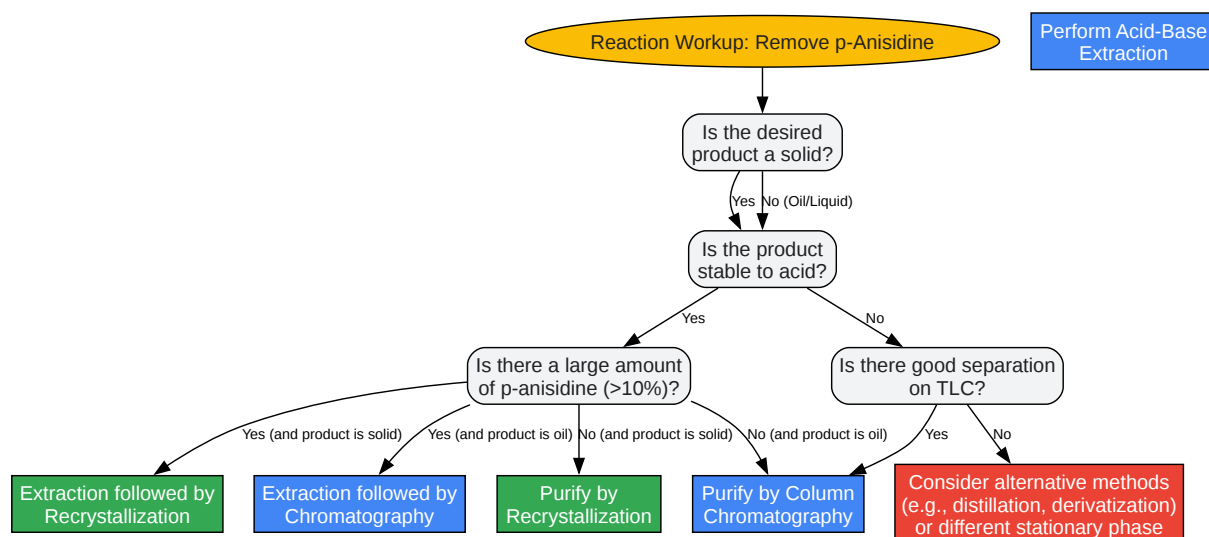 Reaction Workup: Remove p-Anisidine
Perform Acid-Base
Extraction
Is the desired
product a solid?
Yes
No (Oil/Liquid)
Is the product
stable to acid?
Yes
No
Is there a large amount
of p-anisidine (>10%)?
Is there good separation
on TLC?
Yes (and product is solid)
Yes (and product is oil)
No (and product is solid)
No (and product is oil)
Yes
No
Extraction followed by
Recrystallization
Extraction followed by
Chromatography
Purify by
Recrystallization
Purify by Column
Chromatography
Consider alternative methods
(e.g., distillation, derivatization)
or different stationary phase